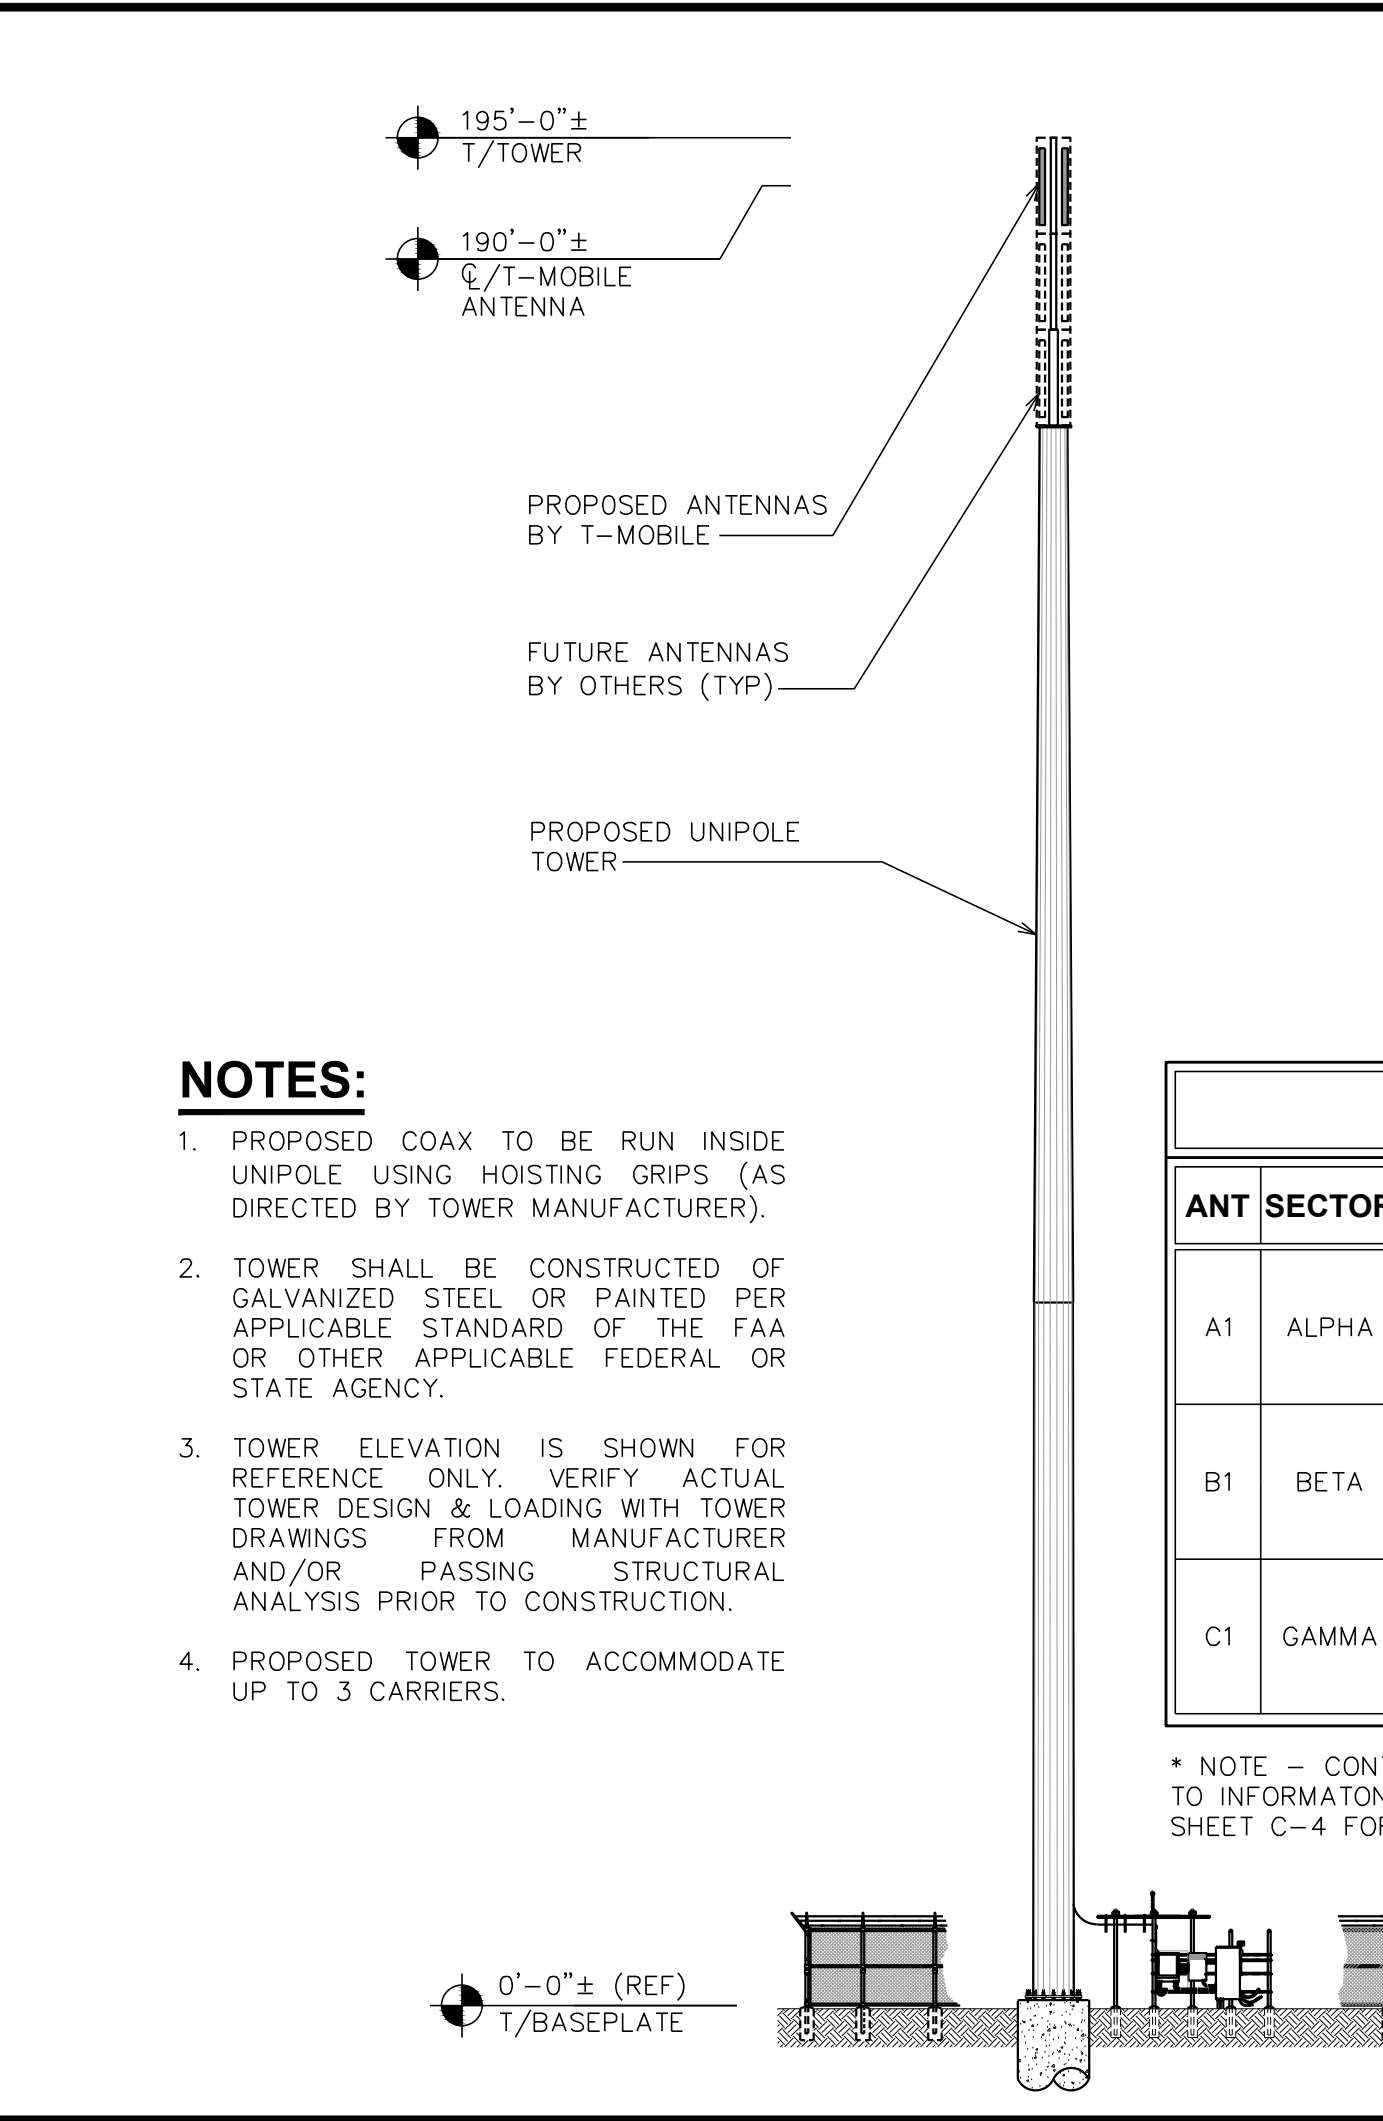 195'-0"±
T/TOWER
190'-0"±
℄/T-MOBILE
ANTENNA
PROPOSED ANTENNAS
BY T-MOBILE
FUTURE ANTENNAS
BY OTHERS (TYP)
PROPOSED UNIPOLE
TOWER
NOTES:
1. PROPOSED COAX TO BE RUN INSIDE
UNIPOLE USING HOISTING GRIPS (AS
DIRECTED BY TOWER MANUFACTURER).
2. TOWER SHALL BE CONSTRUCTED OF
GALVANIZED STEEL OR PAINTED PER
APPLICABLE STANDARD OF THE FAA
OR OTHER APPLICABLE FEDERAL OR
STATE AGENCY.
3. TOWER ELEVATION IS SHOWN FOR
REFERENCE ONLY. VERIFY ACTUAL
TOWER DESIGN & LOADING WITH TOWER
DRAWINGS FROM MANUFACTURER
AND/OR PASSING STRUCTURAL
ANALYSIS PRIOR TO CONSTRUCTION.
4. PROPOSED TOWER TO ACCOMMODATE
UP TO 3 CARRIERS.
ANT SECTOR
A1 ALPHA
B1 BETA
C1 GAMMA
* NOTE - CON
TO INFORMATON
SHEET C-4 FOR
0'-0"± (REF)
T/BASEPLATE